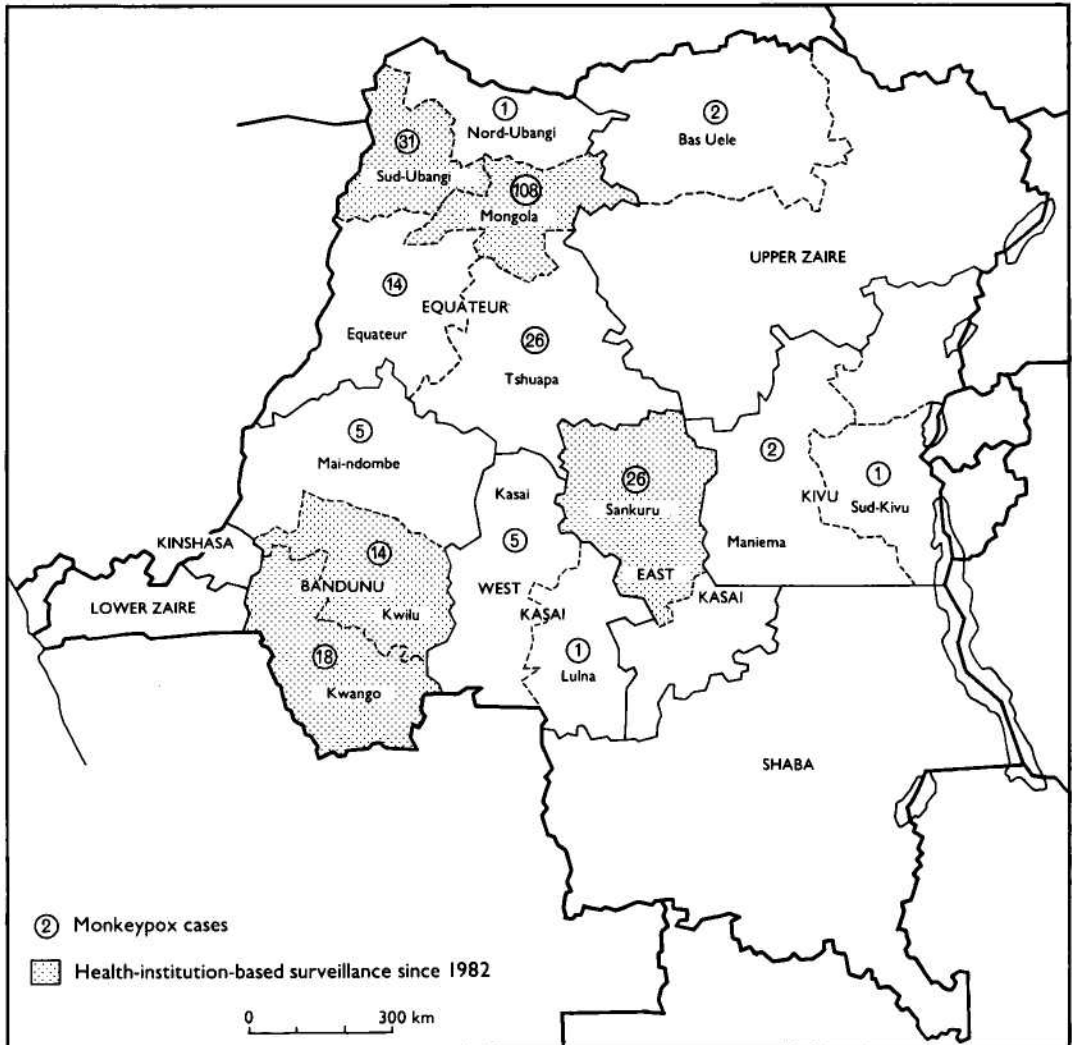 1
Nord-Ubangi
2
Bas Uele
31
Sud-Ubangi
108
Mongola
UPPER ZAIRE
14
EQUATEUR
Equateur
26
Tshuapa
5
Mai-ndombe
Kasai
5
26
Sankuru
2
KIVU
1
Sud-Kivu
Maniema
KINSHASA
LOWER ZAIRE
BANDUNU
14
Kwilu
WEST
KASAI
EAST
KASAI
18
Kwango
1
Lulna
SHABA
2 Monkeypox cases
Health-institution-based surveillance since 1982
0 300 km